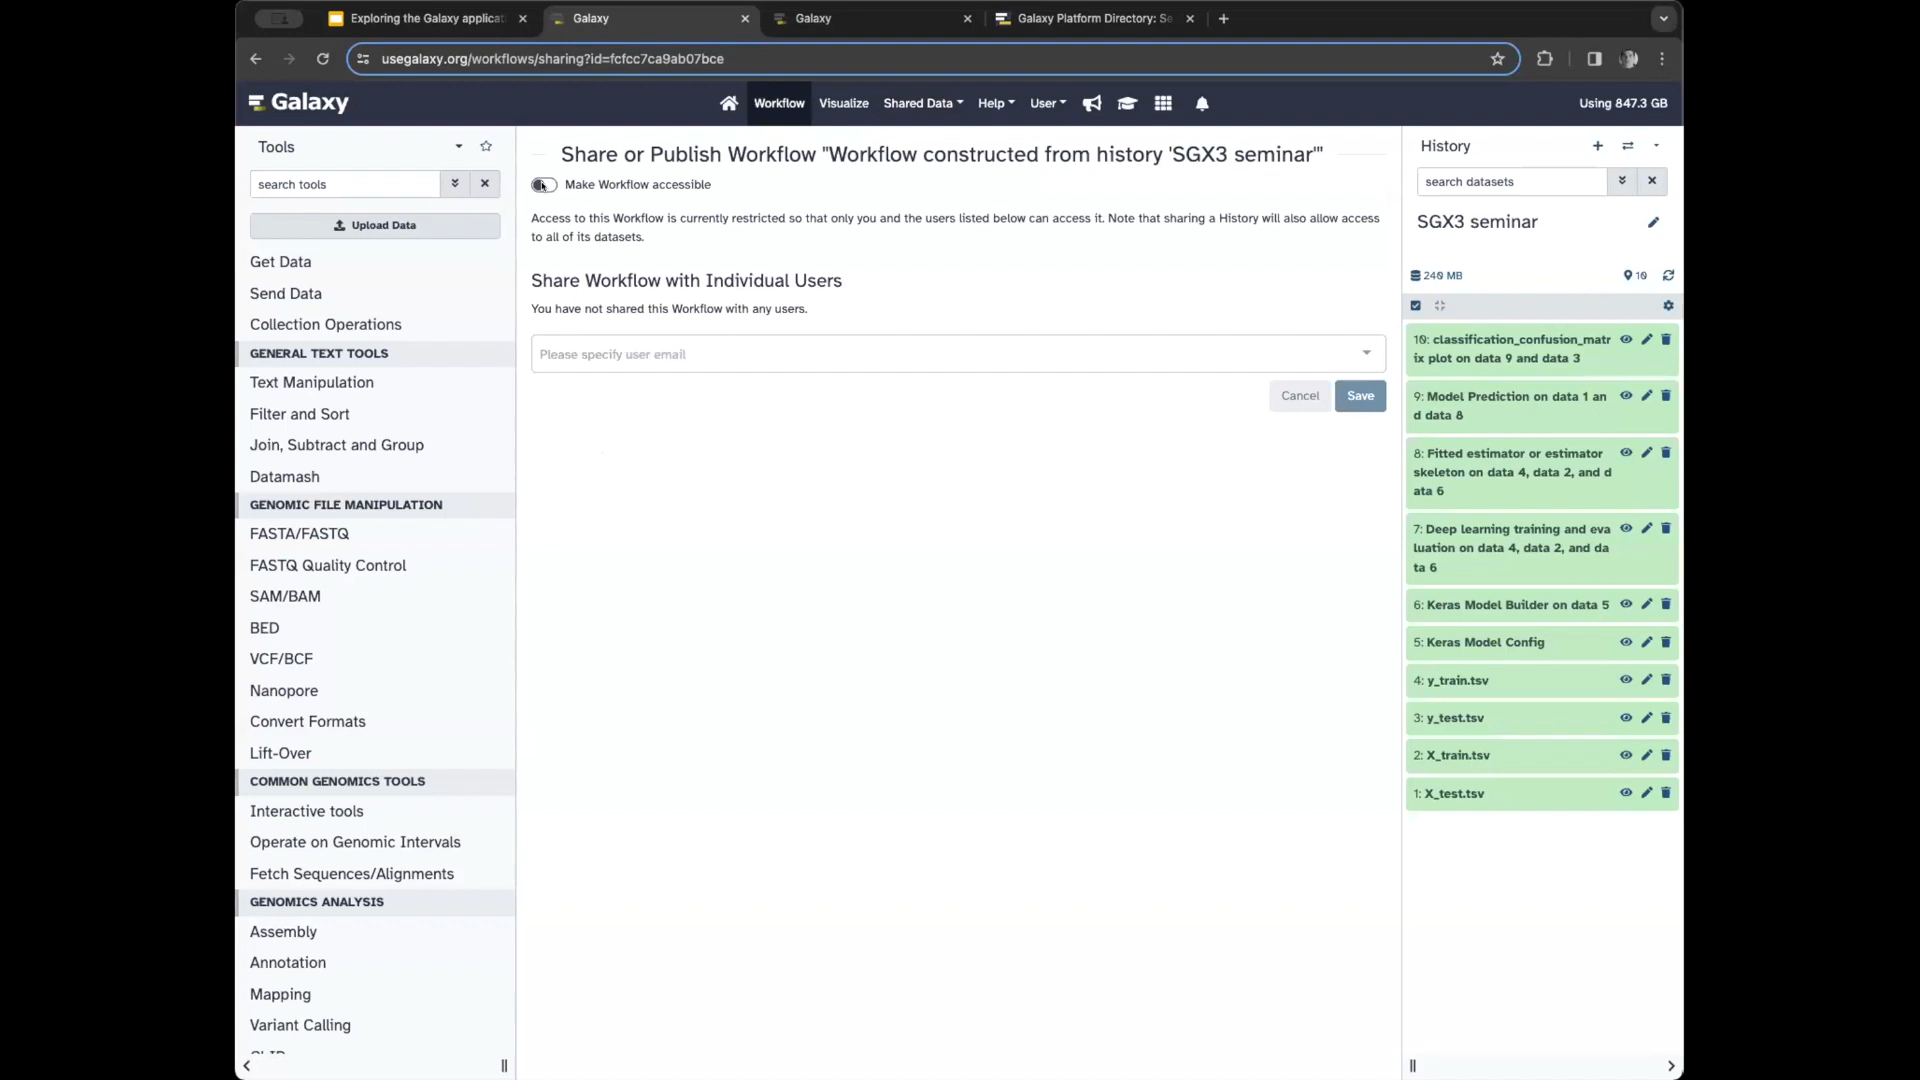 Exploring the Galaxy applicat
Galaxy
Galaxy
Galaxy Platform Directory: Se
usegalaxy.org/workflows/sharing?id=fcfcc7ca9ab07bce
Galaxy
Workflow
Visualize
Shared Data
Help
User
Using 847.3 GB
Tools
search tools
Upload Data
Get Data
Send Data
Collection Operations
GENERAL TEXT TOOLS
Text Manipulation
Filter and Sort
Join, Subtract and Group
Datamash
GENOMIC FILE MANIPULATION
FASTA/FASTQ
FASTQ Quality Control
SAM/BAM
BED
VCF/BCF
Nanopore
Convert Formats
Lift-Over
COMMON GENOMICS TOOLS
Interactive tools
Operate on Genomic Intervals
Fetch Sequences/Alignments
GENOMICS ANALYSIS
Assembly
Annotation
Mapping
Variant Calling
Share or Publish Workflow "Workflow constructed from history 'SGX3 seminar'"
Make Workflow accessible
Access to this Workflow is currently restricted so that only you and the users listed below can access it. Note that sharing a History will also allow access
to all of its datasets.
Share Workflow with Individual Users
You have not shared this Workflow with any users.
Please specify user email
Cancel
Save
History
search datasets
SGX3 seminar
240 MB
10
10: classification_confusion_matr
ix plot on data 9 and data 3
9: Model Prediction on data 1 an
d data 8
8: Fitted estimator or estimator
skeleton on data 4, data 2, and d
ata 6
7: Deep learning training and eva
luation on data 4, data 2, and da
ta 6
6: Keras Model Builder on data 5
5: Keras Model Config
4: y_train.tsv
3: y_test.tsv
2: X_train.tsv
1: X_test.tsv